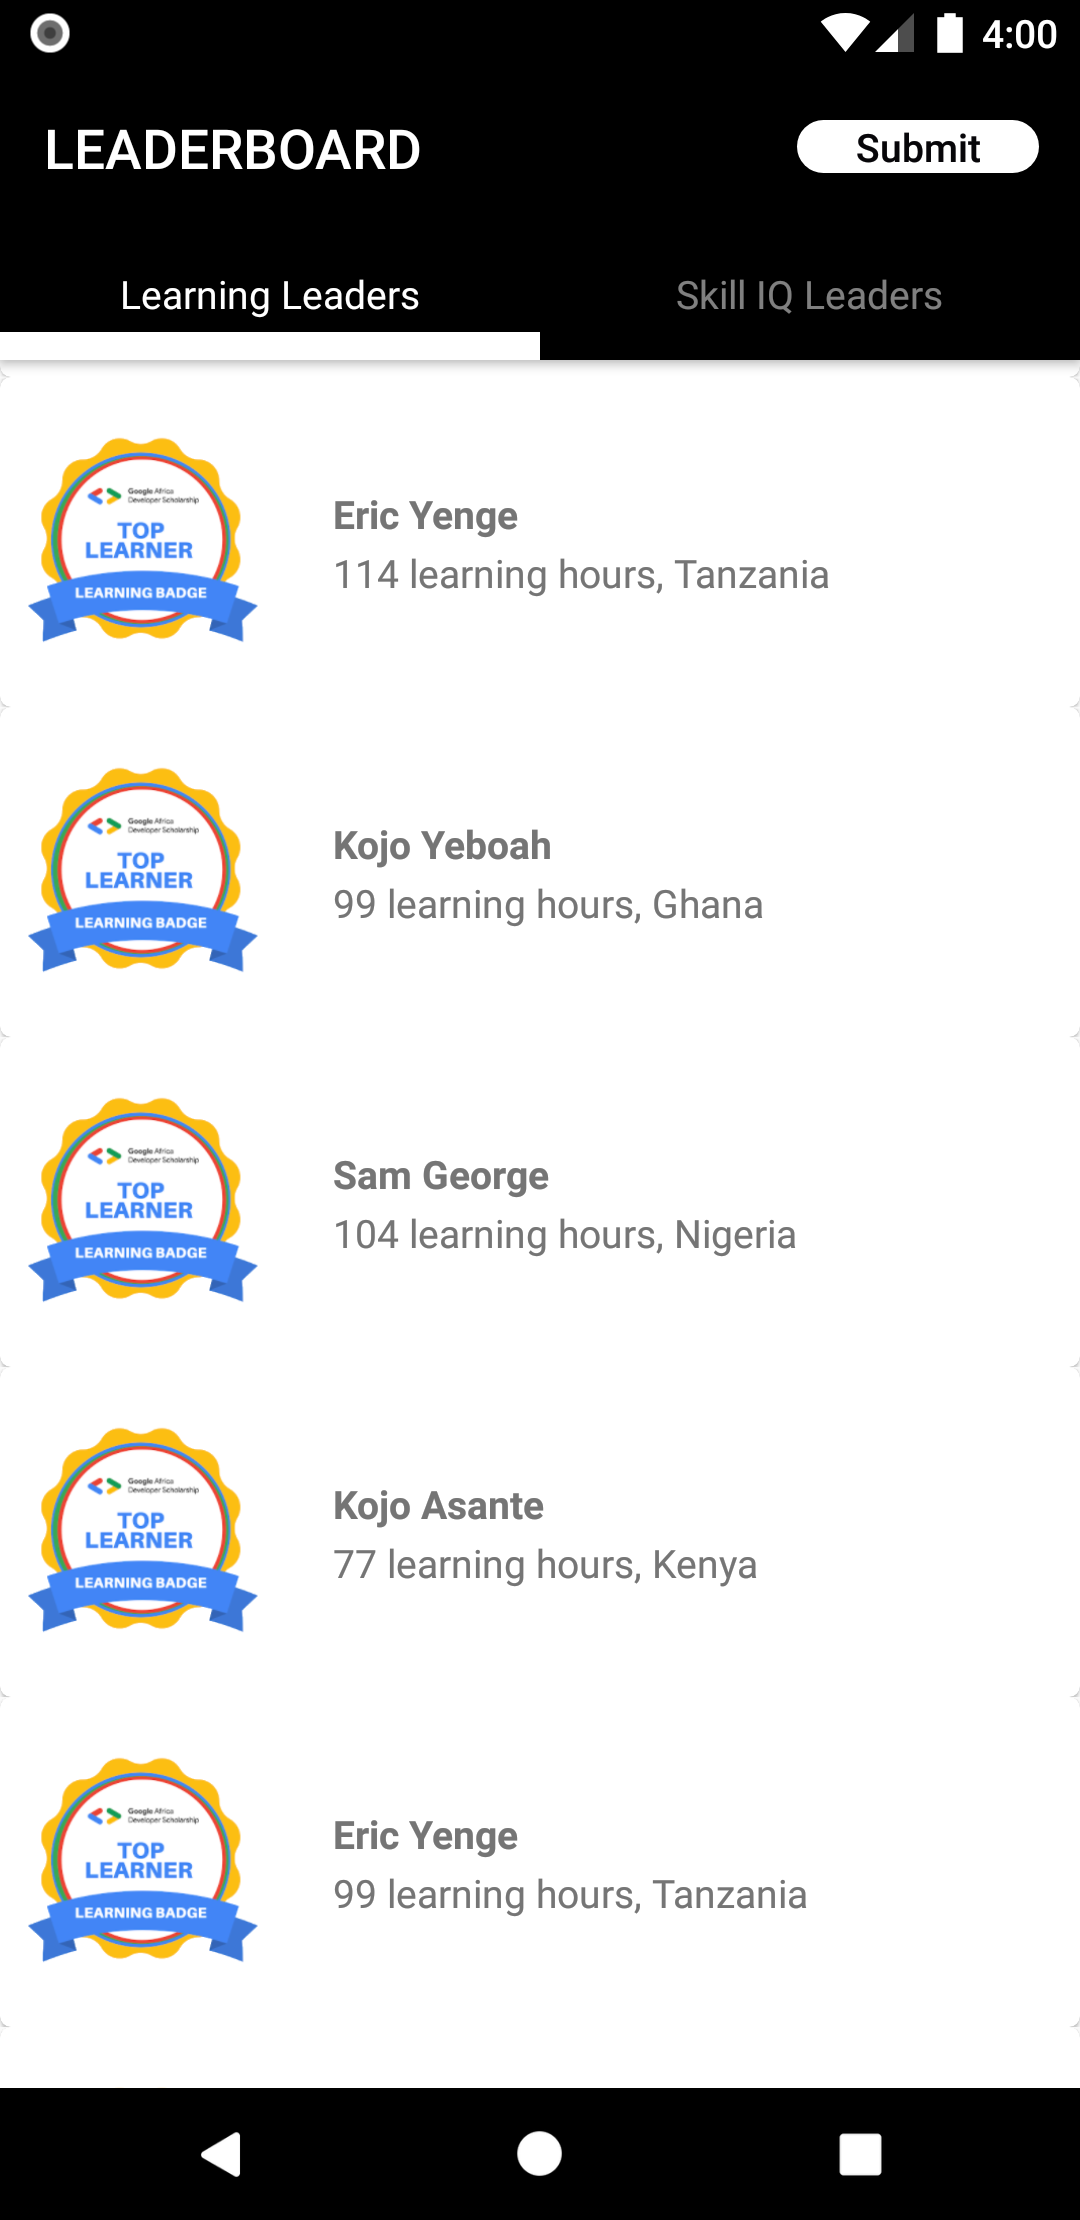 4:00
LEADERBOARD
Submit
Learning Leaders
Skill IQ Leaders
Google Africa
Developer Scholarship
TOP
LEARNER
LEARNING BADGE
Eric Yenge
114 learning hours, Tanzania
Google Africa
Developer Scholarship
TOP
LEARNER
LEARNING BADGE
Kojo Yeboah
99 learning hours, Ghana
Google Africa
Developer Scholarship
TOP
LEARNER
LEARNING BADGE
Sam George
104 learning hours, Nigeria
Google Africa
Developer Scholarship
TOP
LEARNER
LEARNING BADGE
Kojo Asante
77 learning hours, Kenya
Google Africa
Developer Scholarship
TOP
LEARNER
LEARNING BADGE
Eric Yenge
99 learning hours, Tanzania